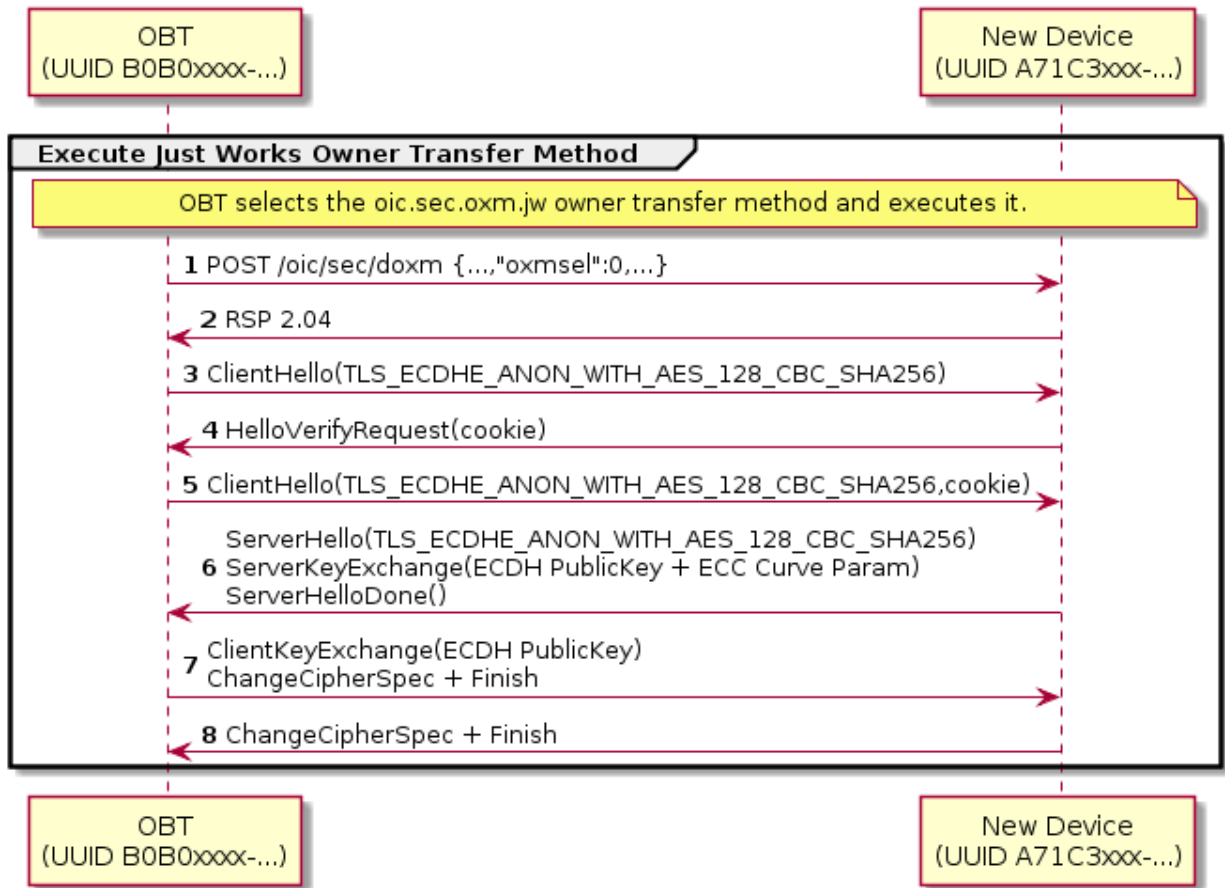 OBT
(UUID B0B0xxxx-...)
New Device
(UUID A71C3xxx-...)
Execute Just Works Owner Transfer Method
OBT selects the oic.sec.oxm.jw owner transfer method and executes it.
1 POST /oic/sec/doxm {...,"oxmsel":0,...}
2 RSP 2.04
3 ClientHello(TLS_ECDHE_ANON_WITH_AES_128_CBC_SHA256)
4 HelloVerifyRequest(cookie)
5 ClientHello(TLS_ECDHE_ANON_WITH_AES_128_CBC_SHA256,cookie)
ServerHello(TLS_ECDHE_ANON_WITH_AES_128_CBC_SHA256)
6 ServerKeyExchange(ECDH PublicKey + ECC Curve Param)
ServerHelloDone()
7 ClientKeyExchange(ECDH PublicKey)
ChangeCipherSpec + Finish
8 ChangeCipherSpec + Finish
OBT
(UUID B0B0xxxx-...)
New Device
(UUID A71C3xxx-...)